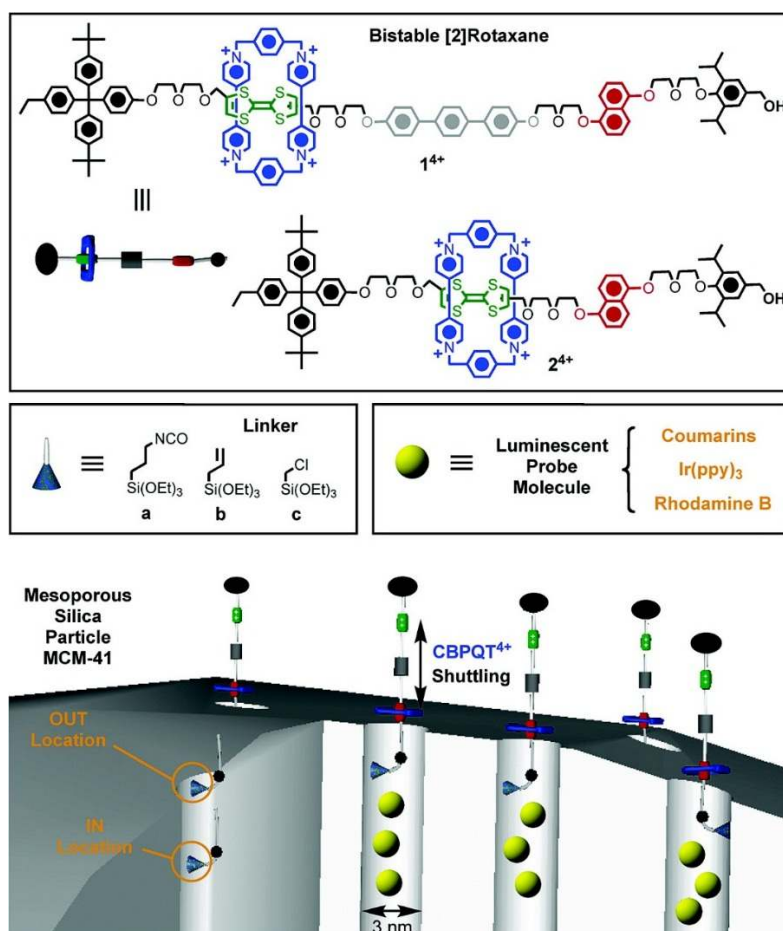 Bistable [2]Rotaxane
S S
O O O
N+ N+
O O O O O O O O OH
S S
N+ N+
1⁴⁺
N+ N+
S S
O O O O O O O O OH
S S
N+ N+
2⁴⁺
Linker
NCO
Cl
Si(OEt)₃ Si(OEt)₃ Si(OEt)₃
a b c
Luminescent
Probe
Molecule
Coumarins
Ir(ppy)₃
Rhodamine B
Mesoporous
Silica
Particle
MCM-41
CBPQT⁴⁺
Shuttling
OUT
Location
IN
Location
3 nm